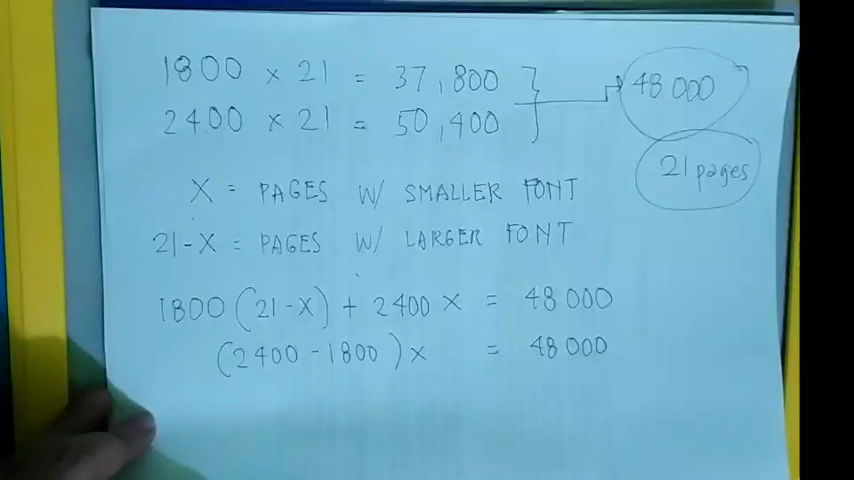 1800 x 21 = 37,800
2400 x 21 = 50,400
48 000
21 pages
X = PAGES W/ SMALLER FONT
21-X = PAGES W/ LARGER FONT
1800(21-X) + 2400 X = 48 000
(2400-1800)X = 48 000